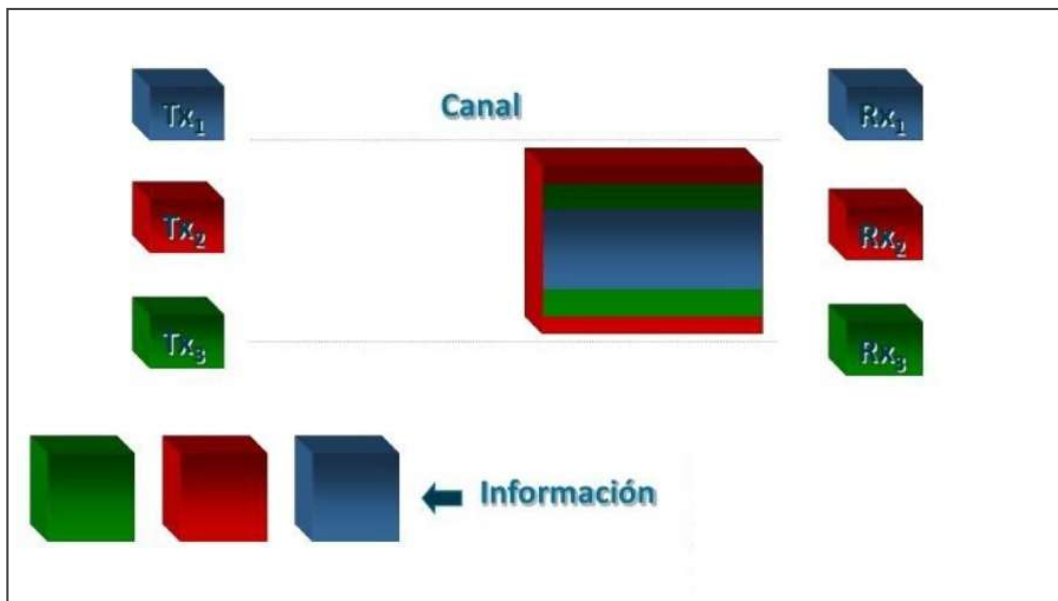 Tx₁
Canal
Rx₁
Tx₂
Rx₂
Tx₃
Rx₃
Información